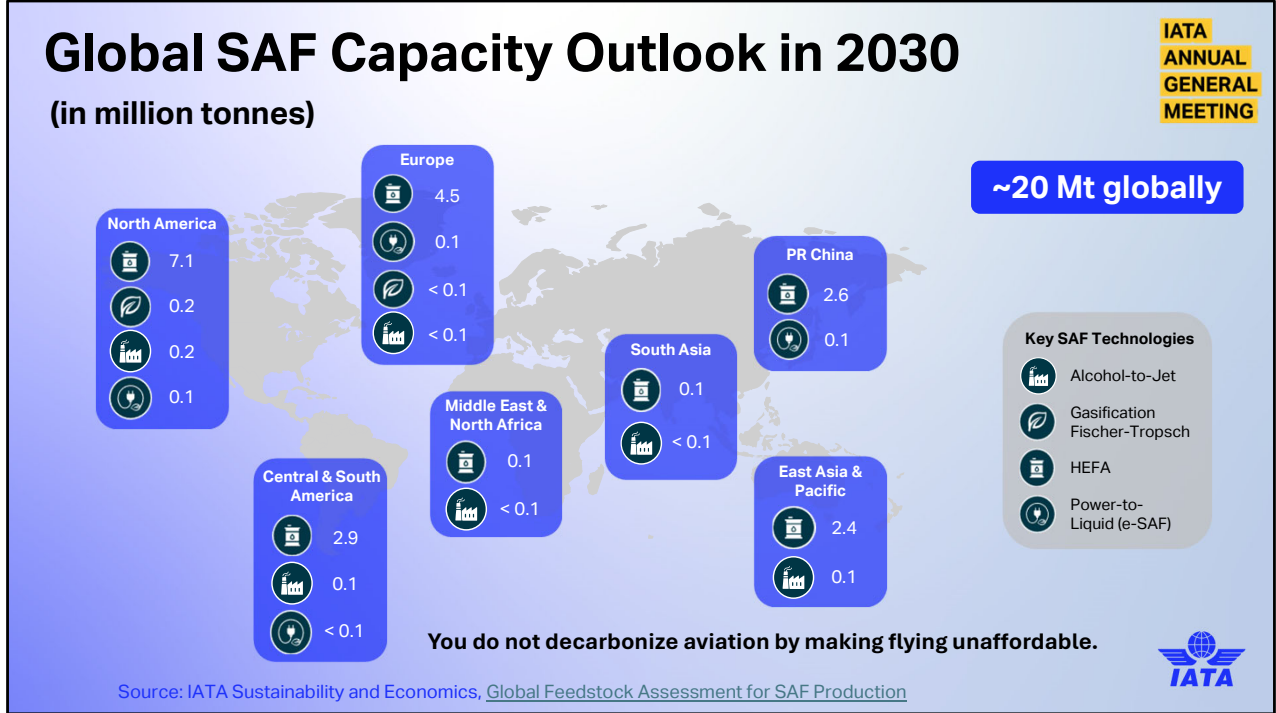 Global SAF Capacity Outlook in 2030
(in million tonnes)
IATA
ANNUAL
GENERAL
MEETING
~20 Mt globally
North America
7.1
0.2
0.2
0.1
Europe
4.5
0.1
< 0.1
< 0.1
PR China
2.6
0.1
South Asia
0.1
< 0.1
Middle East &
North Africa
0.1
< 0.1
Central & South
America
2.9
0.1
< 0.1
East Asia &
Pacific
2.4
0.1
Key SAF Technologies
Alcohol-to-Jet
Gasification
Fischer-Tropsch
HEFA
Power-to-
Liquid (e-SAF)
You do not decarbonize aviation by making flying unaffordable.
Source: IATA Sustainability and Economics, Global Feedstock Assessment for SAF Production
IATA